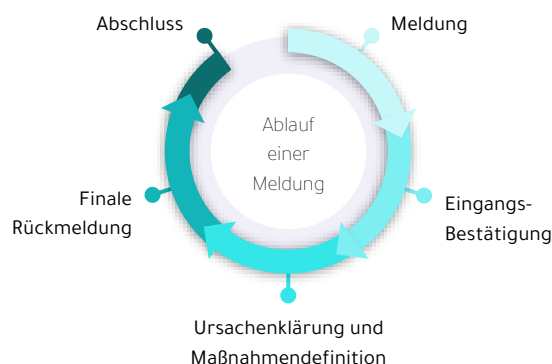 Abschluss
Meldung
Ablauf
einer
Meldung
Finale
Rückmeldung
Eingangs-
Bestätigung
Ursachenklärung und
Maßnahmendefinition